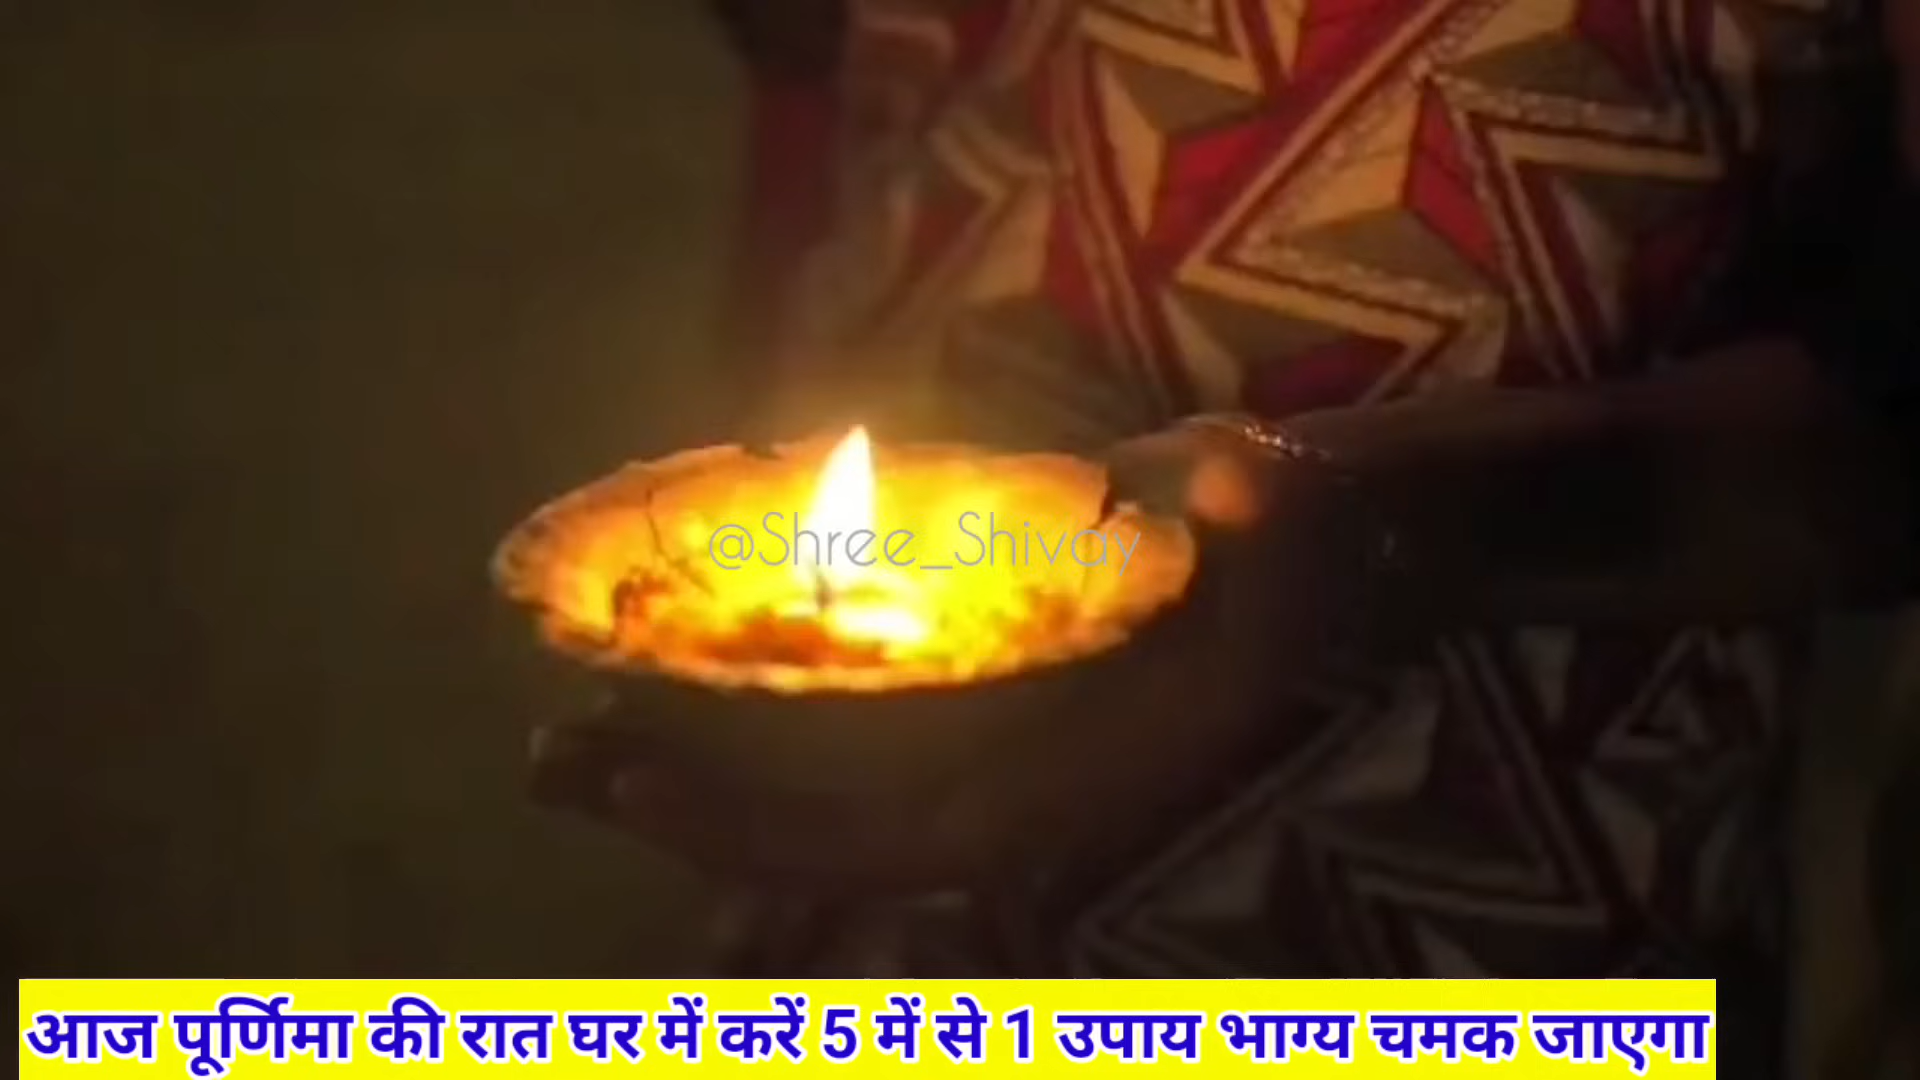 @Shree_Shivay
आज पूर्णिमा की रात घर में करें 5 में से 1 उपाय भाग्य चमक जाएगा